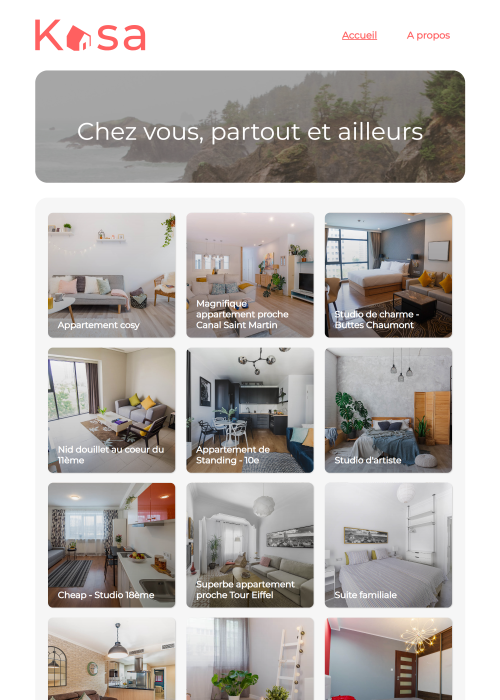 Kasa
Accueil
A propos
Chez vous, partout et ailleurs
Appartement cosy
Magnifique
appartement proche
Canal Saint Martin
Studio de charme -
Buttes Chaumont
Nid douillet au coeur du
11ème
Appartement de
Standing - 10e
Studio d'artiste
Cheap - Studio 18ème
Superbe appartement
proche Tour Eiffel
Suite familiale